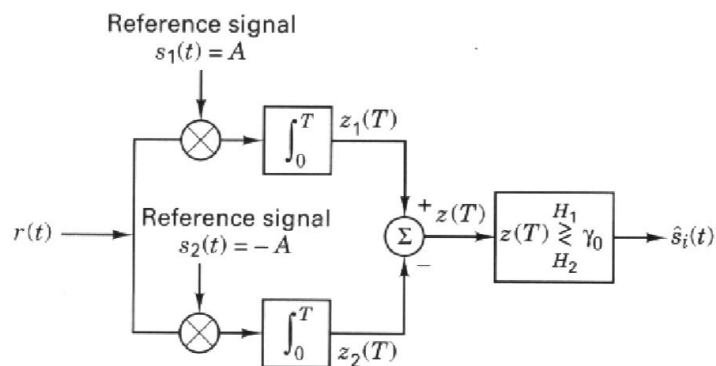 Reference signal
s₁(t) = A
∫₀ᵀ
z₁(T)
r(t)
Reference signal
s₂(t) = −A
Σ
+
−
z(T)
H₁
z(T) ≷ γ₀
H₂
ŝᵢ(t)
∫₀ᵀ
z₂(T)